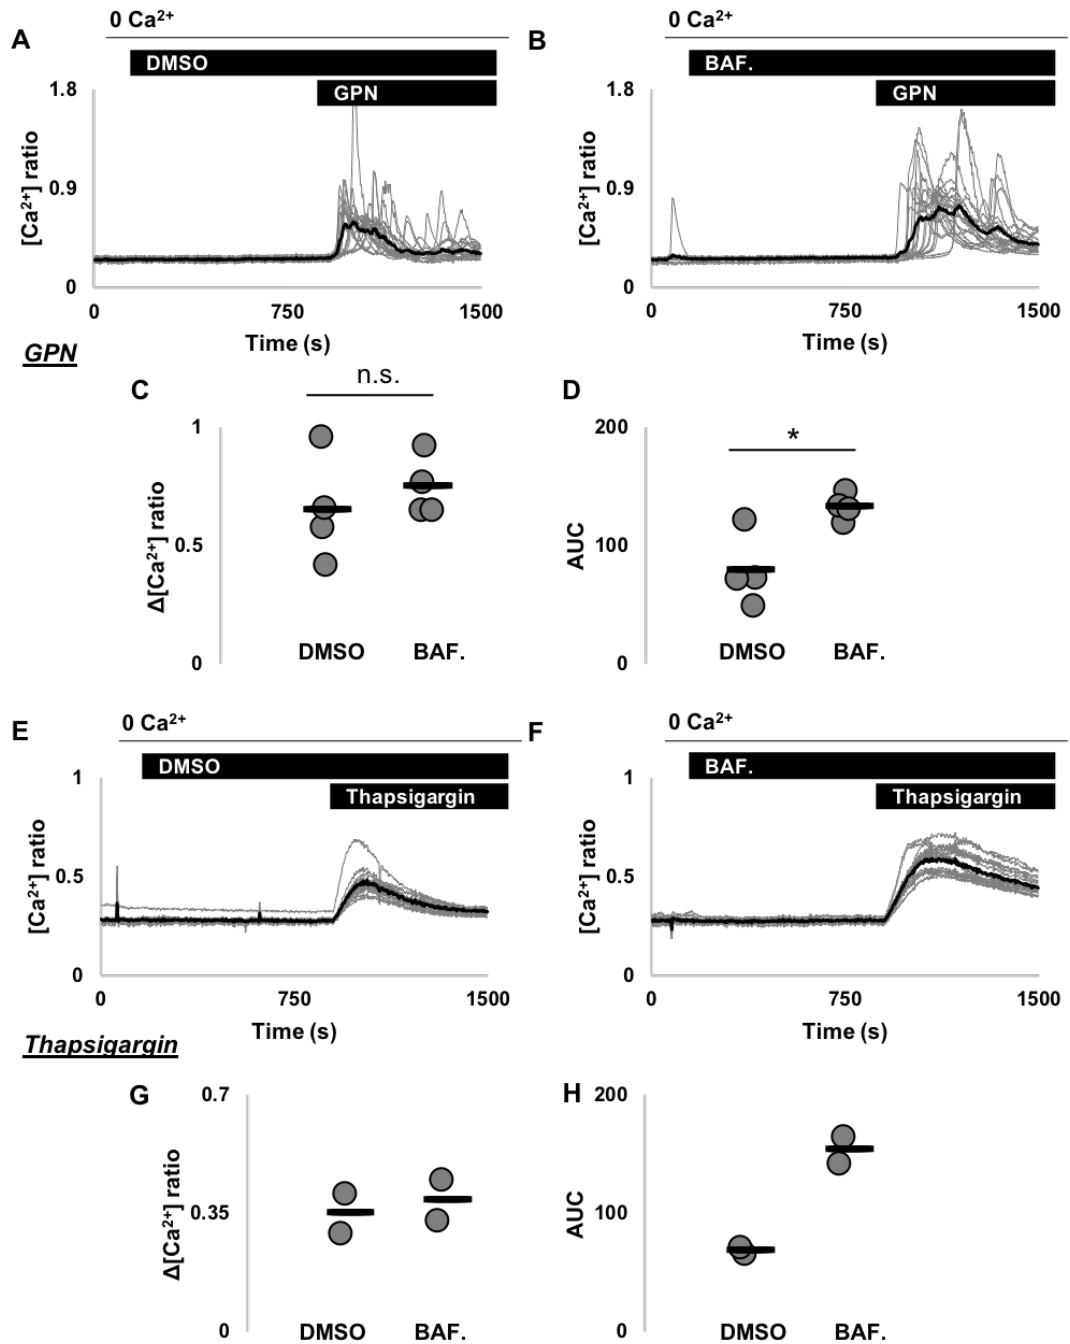 A
0 Ca²⁺
DMSO
GPN
1.8
0.9
0
[Ca²⁺] ratio
0
750
1500
Time (s)
B
0 Ca²⁺
BAF.
GPN
1.8
0.9
0
[Ca²⁺] ratio
0
750
1500
Time (s)
GPN
C
n.s.
1
0.5
0
Δ[Ca²⁺] ratio
DMSO
BAF.
D
*
200
100
0
AUC
DMSO
BAF.
E
0 Ca²⁺
DMSO
Thapsigargin
1
0.5
0
[Ca²⁺] ratio
0
750
1500
Time (s)
F
0 Ca²⁺
BAF.
Thapsigargin
1
0.5
0
[Ca²⁺] ratio
0
750
1500
Time (s)
Thapsigargin
G
0.7
0.35
0
Δ[Ca²⁺] ratio
DMSO
BAF.
H
200
100
0
AUC
DMSO
BAF.